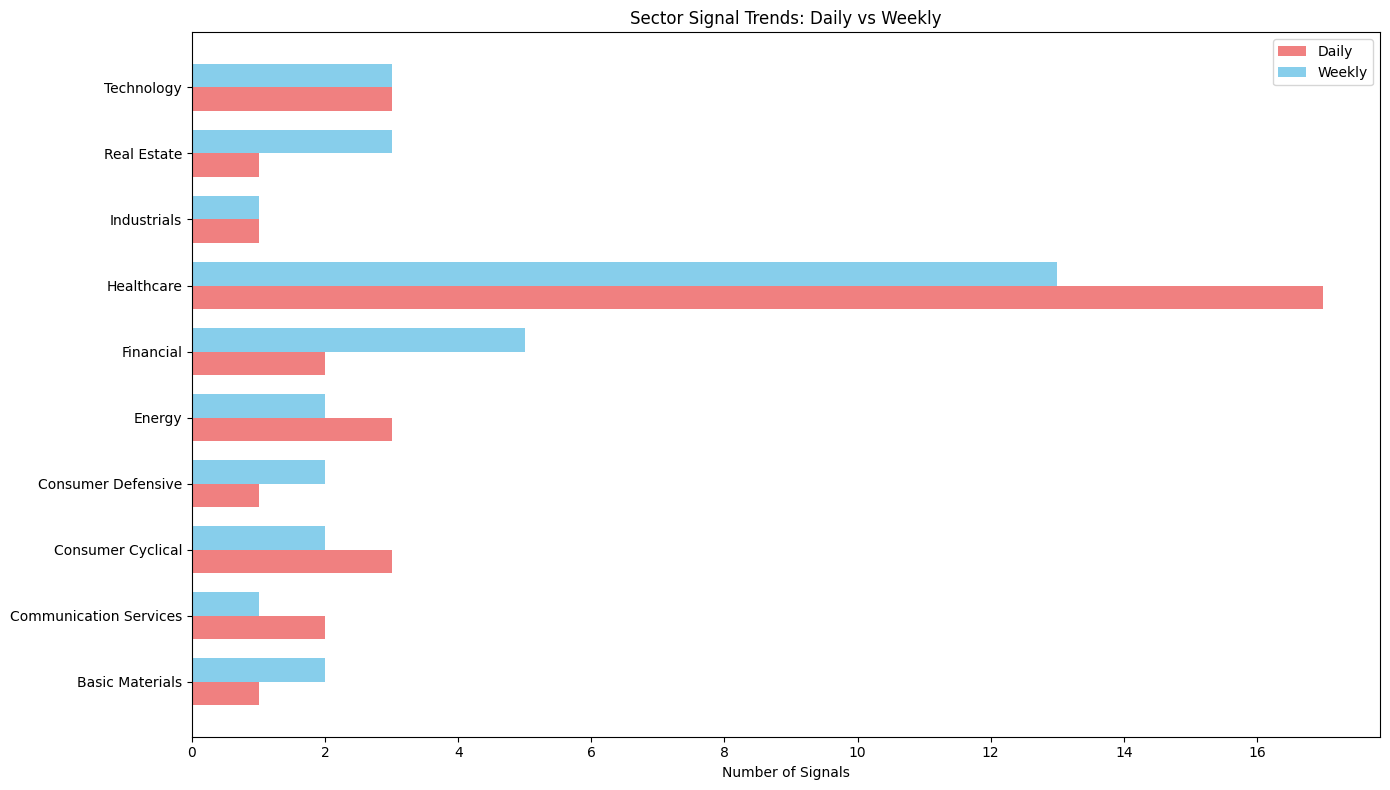 Sector Signal Trends: Daily vs Weekly
Daily
Weekly
Technology
Real Estate
Industrials
Healthcare
Financial
Energy
Consumer Defensive
Consumer Cyclical
Communication Services
Basic Materials
0 2 4 6 8 10 12 14 16
Number of Signals